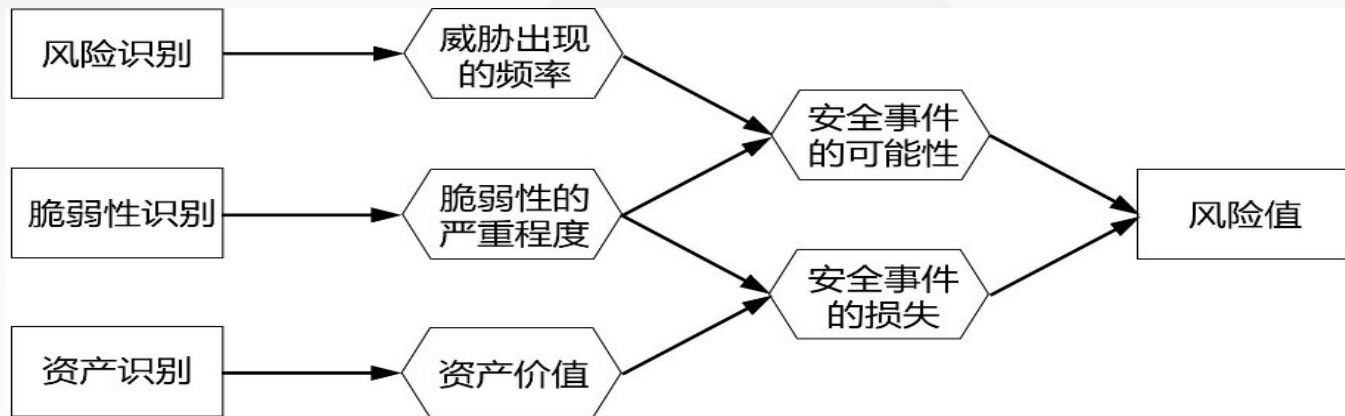 风险识别
威胁出现
的频率
安全事件
的可能性
脆弱性识别
脆弱性的
严重程度
风险值
安全事件
的损失
资产识别
资产价值